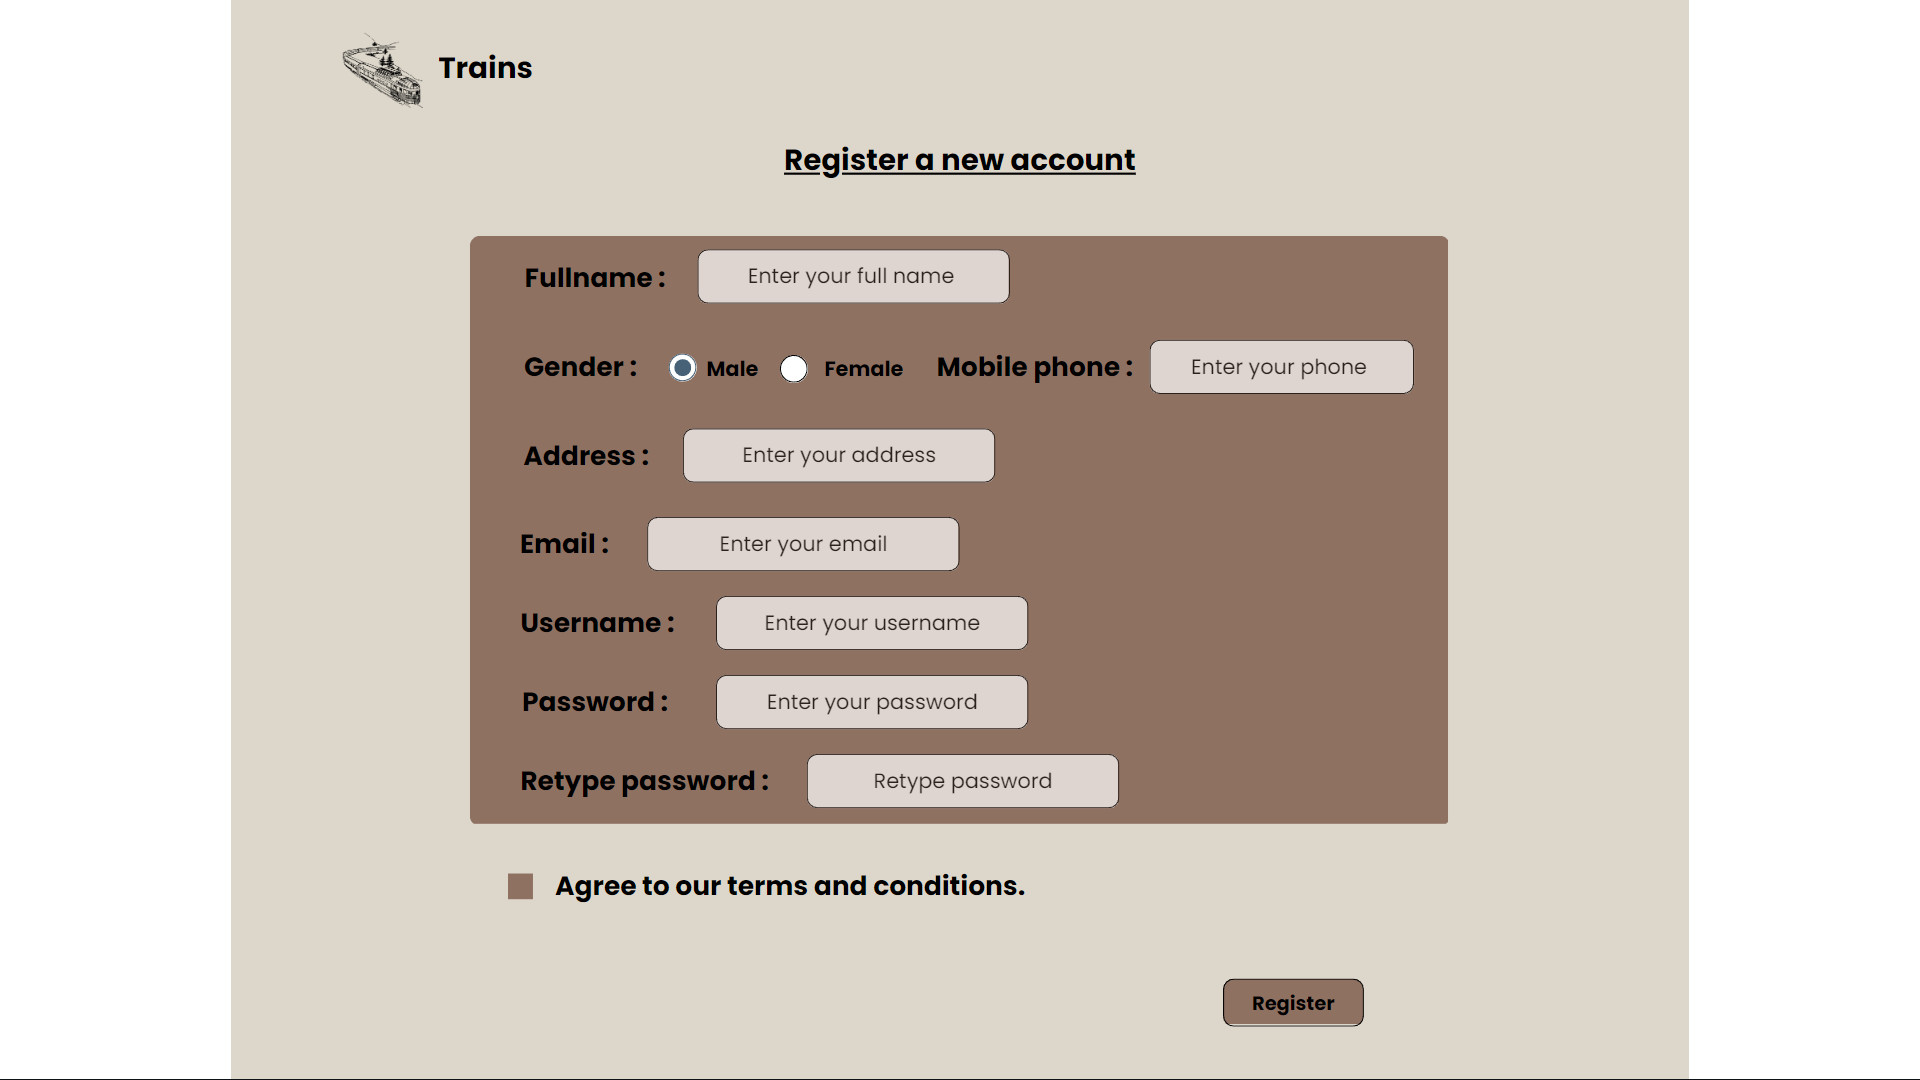 Trains
Register a new account
Fullname : Enter your full name
Gender : Male Female Mobile phone : Enter your phone
Address : Enter your address
Email : Enter your email
Username : Enter your username
Password : Enter your password
Retype password : Retype password
Agree to our terms and conditions.
Register